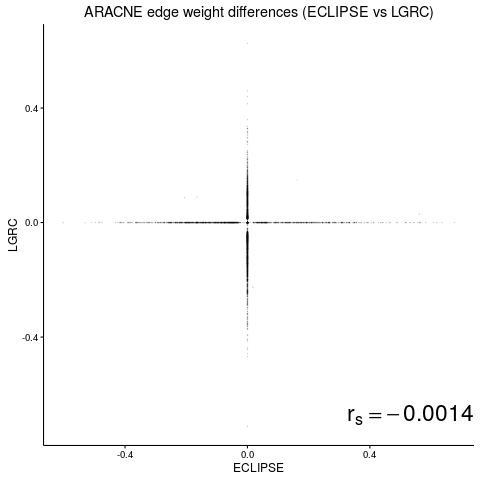 ARACNE edge weight differences (ECLIPSE vs LGRC)
0.4
0.0
-0.4
LGRC
rs = −0.0014
-0.4 0.0 0.4
ECLIPSE